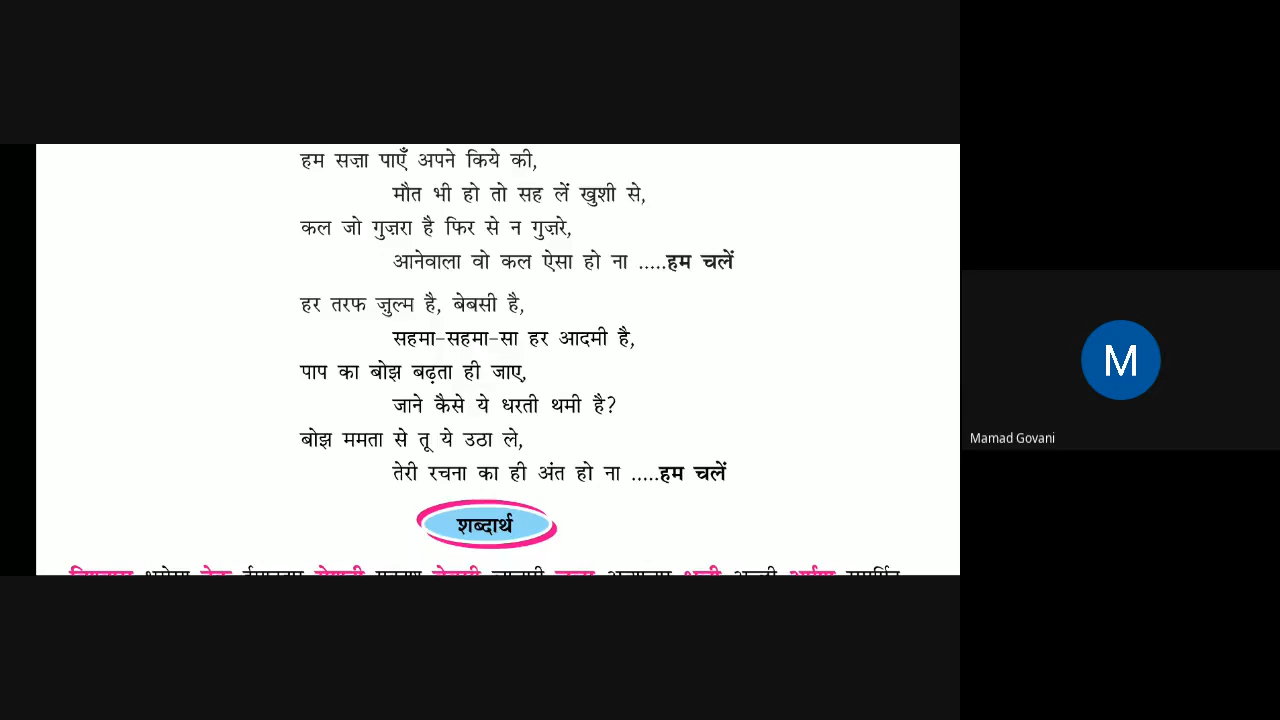 हम सज़ा पाएँ अपने किये की,
मौत भी हो तो सह लें खुशी से,
कल जो गुज़रा है फिर से न गुज़रे,
आनेवाला वो कल ऐसा हो ना .....हम चलें
हर तरफ ज़ुल्म है, बेबसी है,
सहमा-सहमा-सा हर आदमी है,
पाप का बोझ बढ़ता ही जाए,
जाने कैसे ये धरती थमी है?
बोझ ममता से तू ये उठा ले,
तेरी रचना का ही अंत हो ना .....हम चलें
शब्दार्थ
M
Mamad Govani